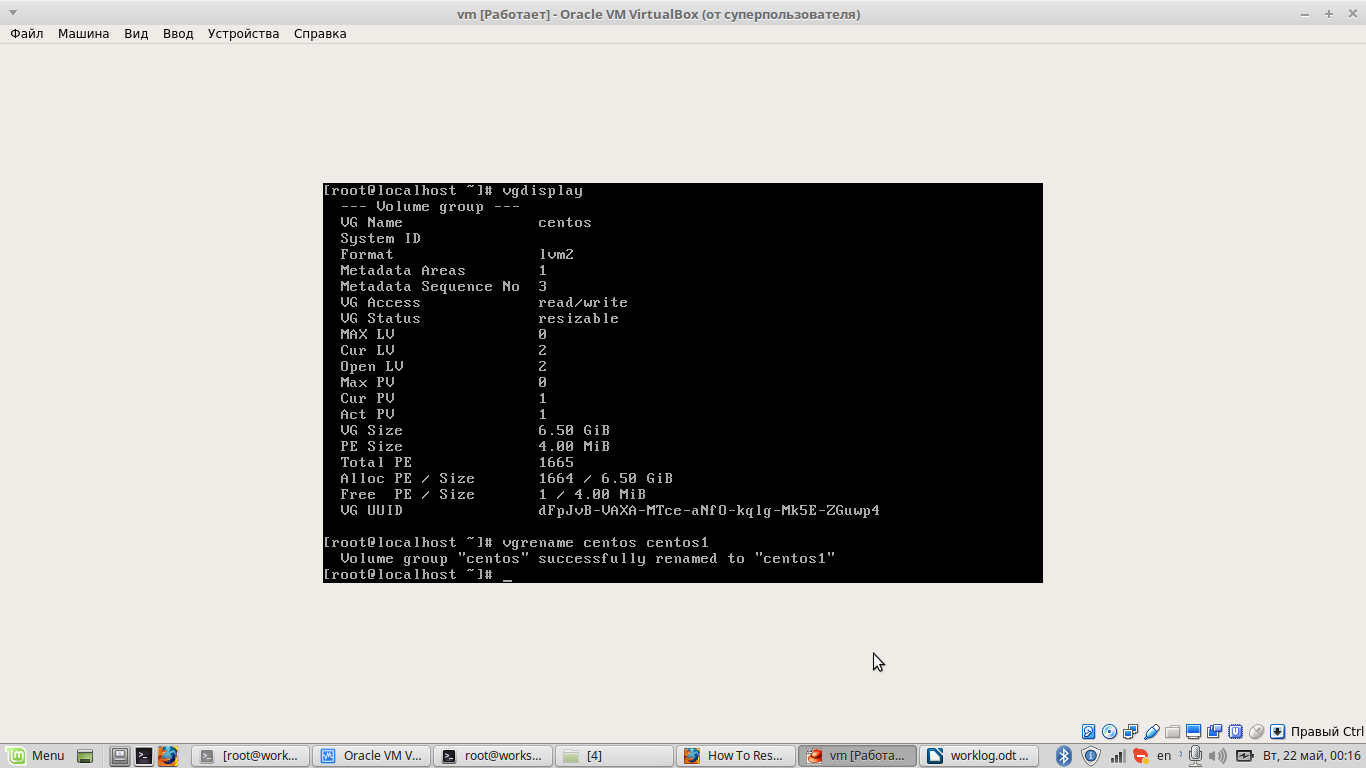 vm [Работает] - Oracle VM VirtualBox (от суперпользователя)
Файл Машина Вид Ввод Устройства Справка
[root@localhost ~]# vgdisplay
--- Volume group ---
VG Name centos
System ID
Format lvm2
Metadata Areas 1
Metadata Sequence No 3
VG Access read/write
VG Status resizable
MAX LV 0
Cur LV 2
Open LV 2
Max PV 0
Cur PV 1
Act PV 1
VG Size 6.50 GiB
PE Size 4.00 MiB
Total PE 1665
Alloc PE / Size 1664 / 6.50 GiB
Free PE / Size 1 / 4.00 MiB
VG UUID dFpJvB-VAXA-MTce-aNfO-kqlg-Mk5E-ZGuwp4
[root@localhost ~]# vgrename centos centos1
Volume group "centos" successfully renamed to "centos1"
[root@localhost ~]# _
Правый Ctrl
Menu [root@work... Oracle VM V... root@works... [4] How To Res... vm [Работа... worklog.odt ... en Вт, 22 май, 00:16